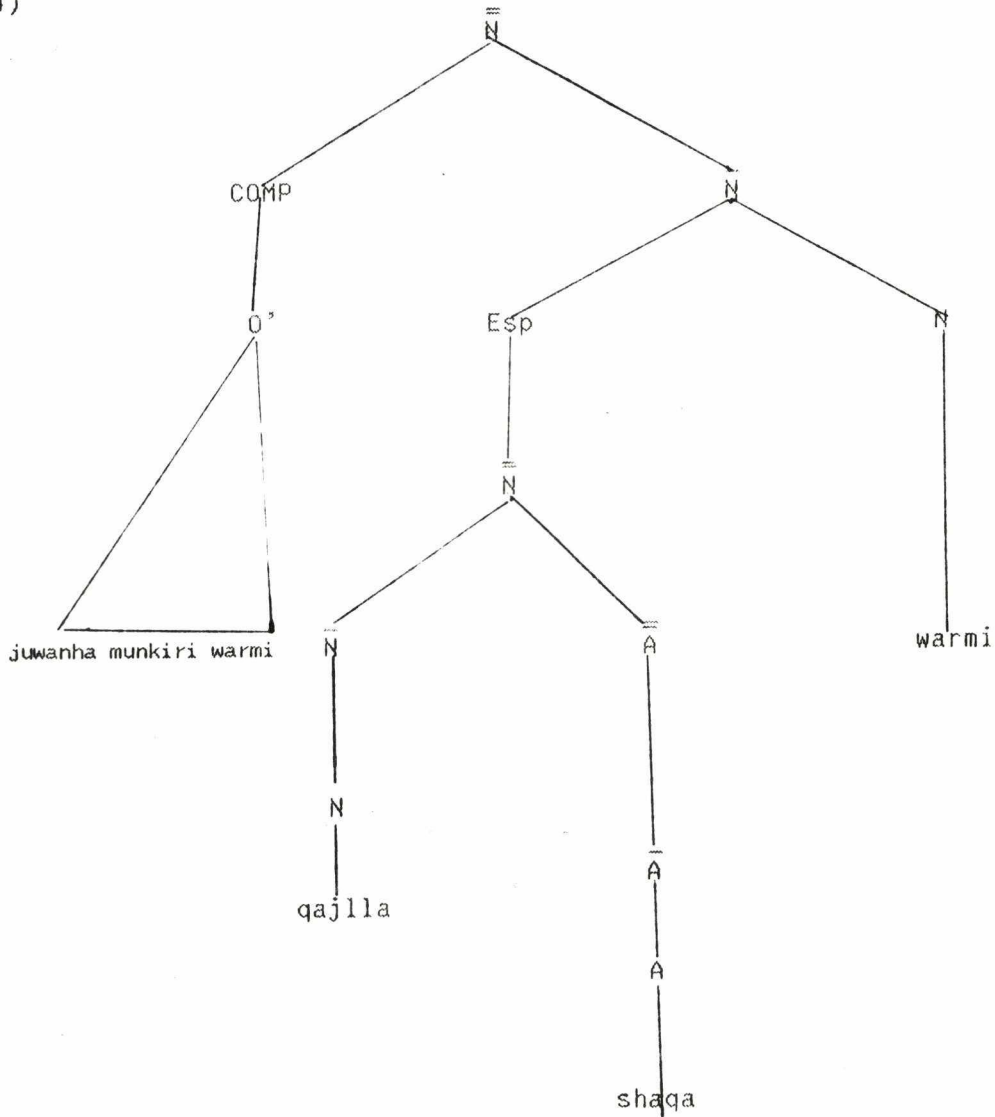 )
N̿
COMP N̄
O' Esp N
N̿
juwanha munkiri warmi N̄ A̿ warmi
N
Ā
qajlla
A
shaqa